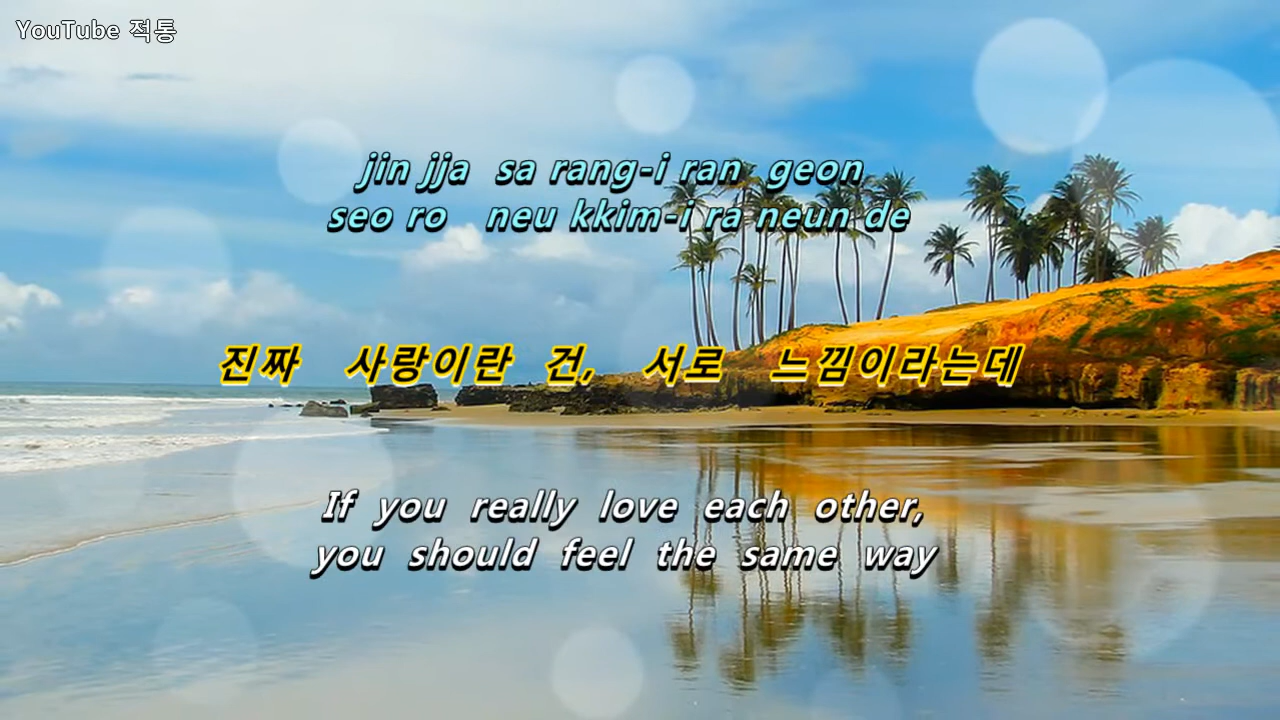 YouTube 적통
jin jja sa rang-i ran geon
seo ro neu kkim-i ra neun de
진짜 사랑이란 건, 서로 느낌이라는데
If you really love each other,
you should feel the same way